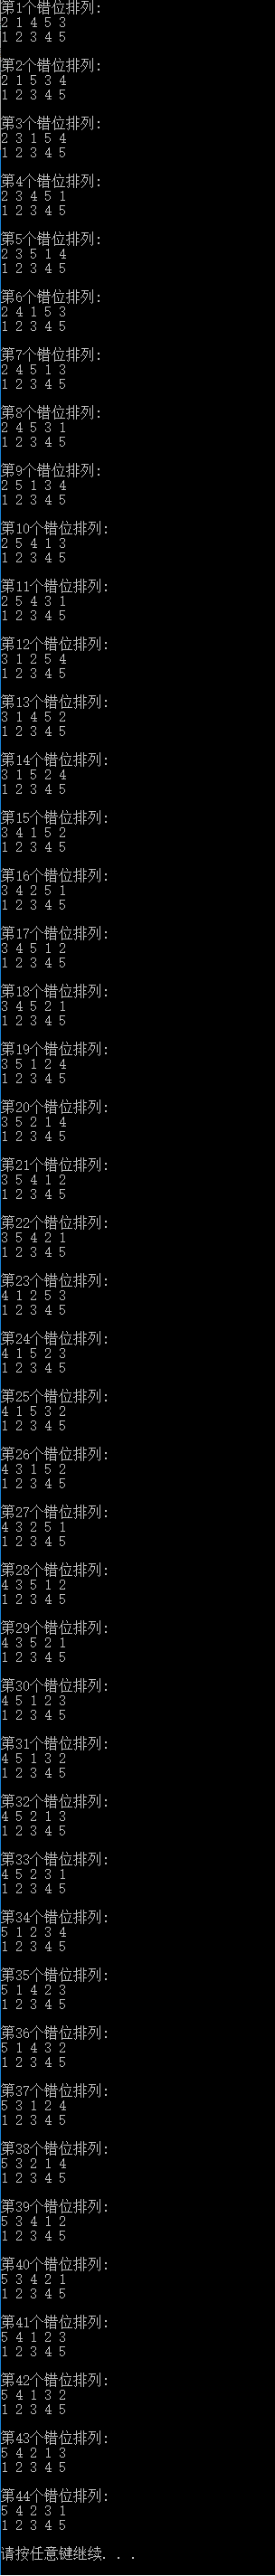 第1个错位排列:
2 1 4 5 3
1 2 3 4 5
第2个错位排列:
2 1 5 3 4
1 2 3 4 5
第3个错位排列:
2 3 1 5 4
1 2 3 4 5
第4个错位排列:
2 3 4 5 1
1 2 3 4 5
第5个错位排列:
2 3 5 1 4
1 2 3 4 5
第6个错位排列:
2 4 1 5 3
1 2 3 4 5
第7个错位排列:
2 4 5 1 3
1 2 3 4 5
第8个错位排列:
2 4 5 3 1
1 2 3 4 5
第9个错位排列:
2 5 1 3 4
1 2 3 4 5
第10个错位排列:
2 5 4 1 3
1 2 3 4 5
第11个错位排列:
2 5 4 3 1
1 2 3 4 5
第12个错位排列:
3 1 2 5 4
1 2 3 4 5
第13个错位排列:
3 1 4 5 2
1 2 3 4 5
第14个错位排列:
3 1 5 2 4
1 2 3 4 5
第15个错位排列:
3 4 1 5 2
1 2 3 4 5
第16个错位排列:
3 4 2 5 1
1 2 3 4 5
第17个错位排列:
3 4 5 1 2
1 2 3 4 5
第18个错位排列:
3 4 5 2 1
1 2 3 4 5
第19个错位排列:
3 5 1 2 4
1 2 3 4 5
第20个错位排列:
3 5 2 1 4
1 2 3 4 5
第21个错位排列:
3 5 4 1 2
1 2 3 4 5
第22个错位排列:
3 5 4 2 1
1 2 3 4 5
第23个错位排列:
4 1 2 5 3
1 2 3 4 5
第24个错位排列:
4 1 5 2 3
1 2 3 4 5
第25个错位排列:
4 1 5 3 2
1 2 3 4 5
第26个错位排列:
4 3 1 5 2
1 2 3 4 5
第27个错位排列:
4 3 2 5 1
1 2 3 4 5
第28个错位排列:
4 3 5 1 2
1 2 3 4 5
第29个错位排列:
4 3 5 2 1
1 2 3 4 5
第30个错位排列:
4 5 1 2 3
1 2 3 4 5
第31个错位排列:
4 5 1 3 2
1 2 3 4 5
第32个错位排列:
4 5 2 1 3
1 2 3 4 5
第33个错位排列:
4 5 2 3 1
1 2 3 4 5
第34个错位排列:
5 1 2 3 4
1 2 3 4 5
第35个错位排列:
5 1 4 2 3
1 2 3 4 5
第36个错位排列:
5 1 4 3 2
1 2 3 4 5
第37个错位排列:
5 3 1 2 4
1 2 3 4 5
第38个错位排列:
5 3 2 1 4
1 2 3 4 5
第39个错位排列:
5 3 4 1 2
1 2 3 4 5
第40个错位排列:
5 3 4 2 1
1 2 3 4 5
第41个错位排列:
5 4 1 2 3
1 2 3 4 5
第42个错位排列:
5 4 1 3 2
1 2 3 4 5
第43个错位排列:
5 4 2 1 3
1 2 3 4 5
第44个错位排列:
5 4 2 3 1
1 2 3 4 5
请按任意键继续. . .